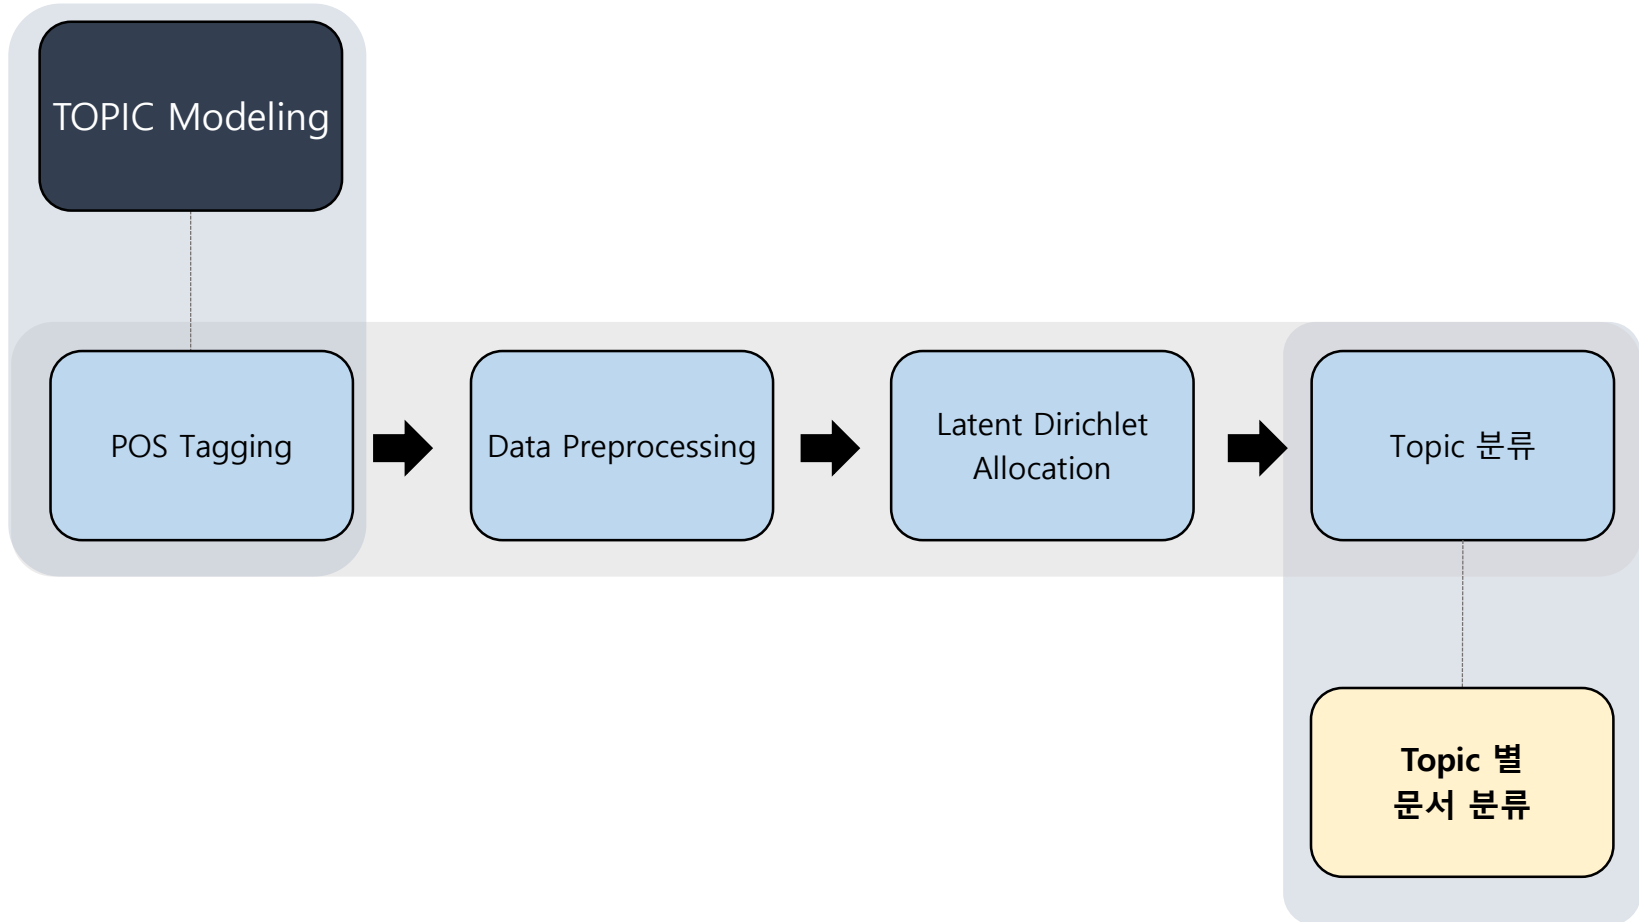 TOPIC Modeling
POS Tagging
Data Preprocessing
Latent Dirichlet
Allocation
Topic 분류
Topic 별
문서 분류